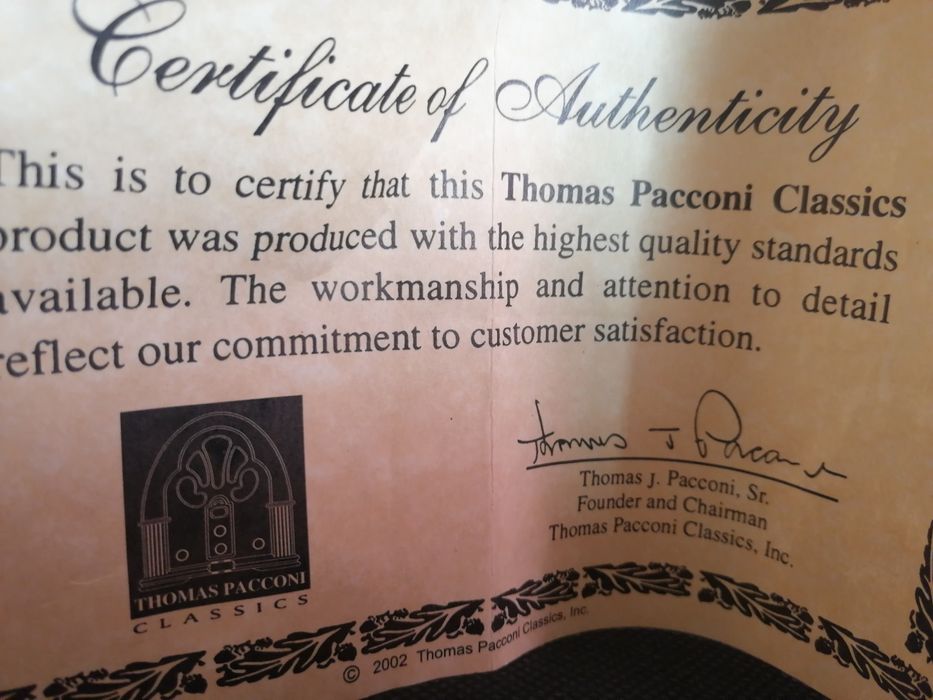 Certificate of Authenticity
This is to certify that this Thomas Pacconi Classics
product was produced with the highest quality standards
available. The workmanship and attention to detail
reflect our commitment to customer satisfaction.
Thomas J Pacconi
Thomas J. Pacconi, Sr.
Founder and Chairman
Thomas Pacconi Classics, Inc.
THOMAS PACCONI
CLASSICS
© 2002 Thomas Pacconi Classics, Inc.